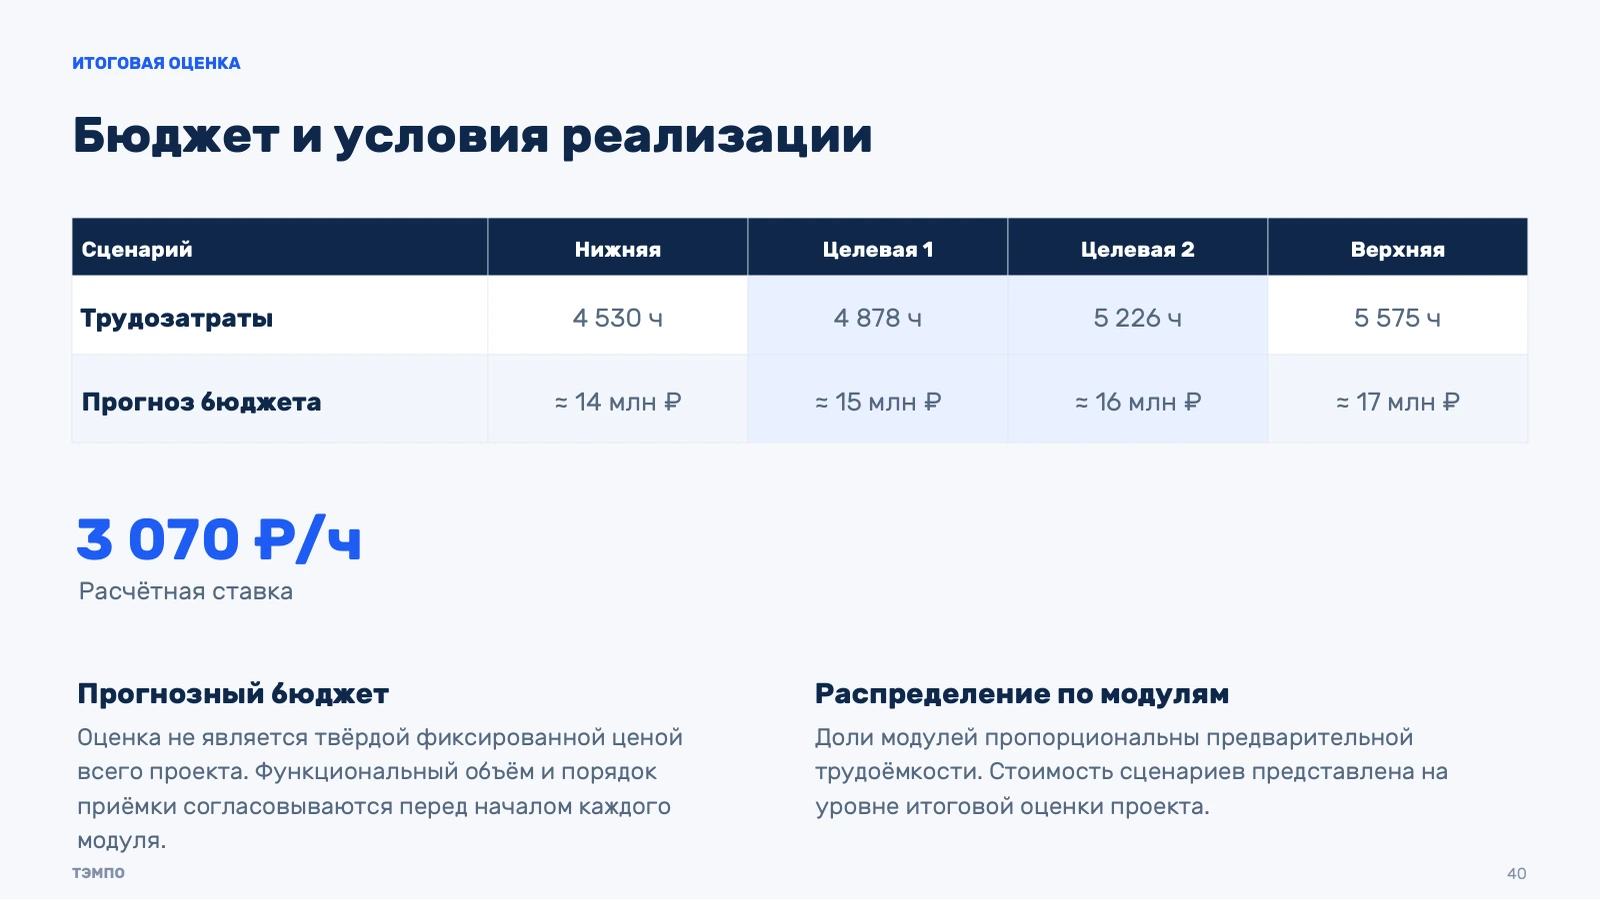 ИТОГОВАЯ ОЦЕНКА
Бюджет и условия реализации
Сценарий Нижняя Целевая 1 Целевая 2 Верхняя
Трудозатраты 4 530 ч 4 878 ч 5 226 ч 5 575 ч
Прогноз бюджета ≈ 14 млн ₽ ≈ 15 млн ₽ ≈ 16 млн ₽ ≈ 17 млн ₽
3 070 ₽/ч
Расчётная ставка
Прогнозный бюджет
Оценка не является твёрдой фиксированной ценой
всего проекта. Функциональный объём и порядок
приёмки согласовываются перед началом каждого
модуля.
Распределение по модулям
Доли модулей пропорциональны предварительной
трудоёмкости. Стоимость сценариев представлена на
уровне итоговой оценки проекта.
ТЭМПО
40